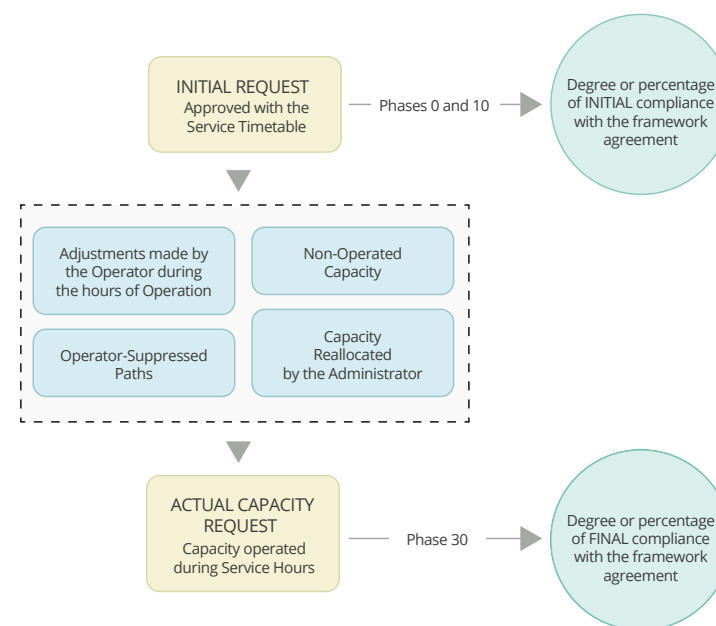 INITIAL REQUEST
Approved with the
Service Timetable
Phases 0 and 10
Degree or percentage
of INITIAL compliance
with the framework
agreement
Adjustments made by
the Operator during
the hours of Operation
Non-Operated
Capacity
Operator-Suppressed
Paths
Capacity
Reallocated
by the Administrator
ACTUAL CAPACITY
REQUEST
Capacity operated
during Service Hours
Phase 30
Degree or percentage
of FINAL compliance
with the framework
agreement